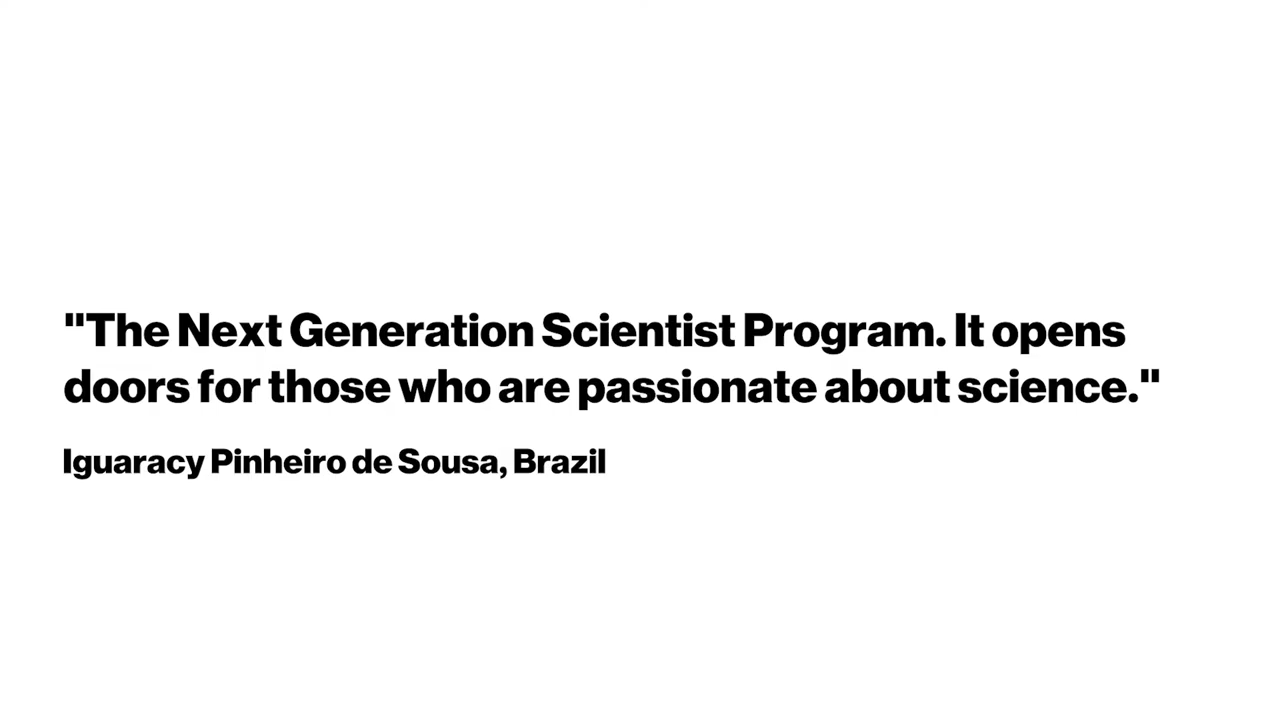 "The Next Generation Scientist Program. It opens
doors for those who are passionate about science."
Iguaracy Pinheiro de Sousa, Brazil